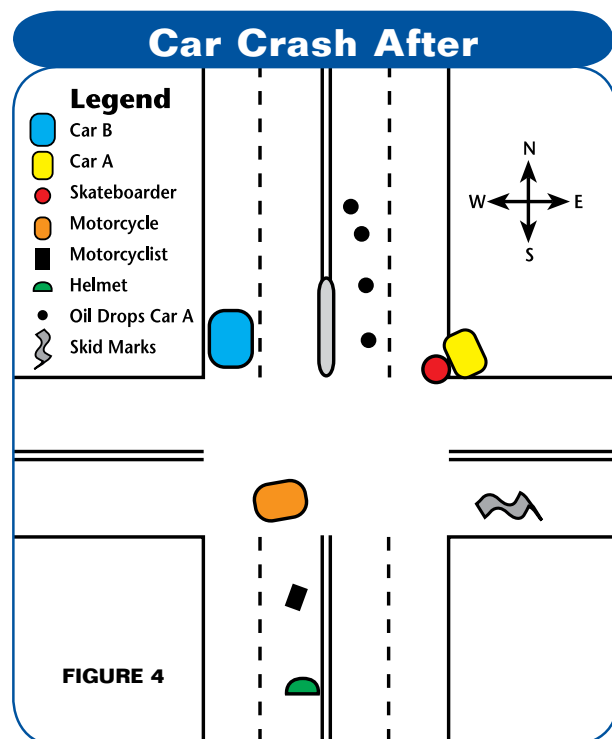 Car Crash After
Legend
Car B
Car A
Skateboarder
Motorcycle
Motorcyclist
Helmet
Oil Drops Car A
Skid Marks
N
W E
S
FIGURE 4